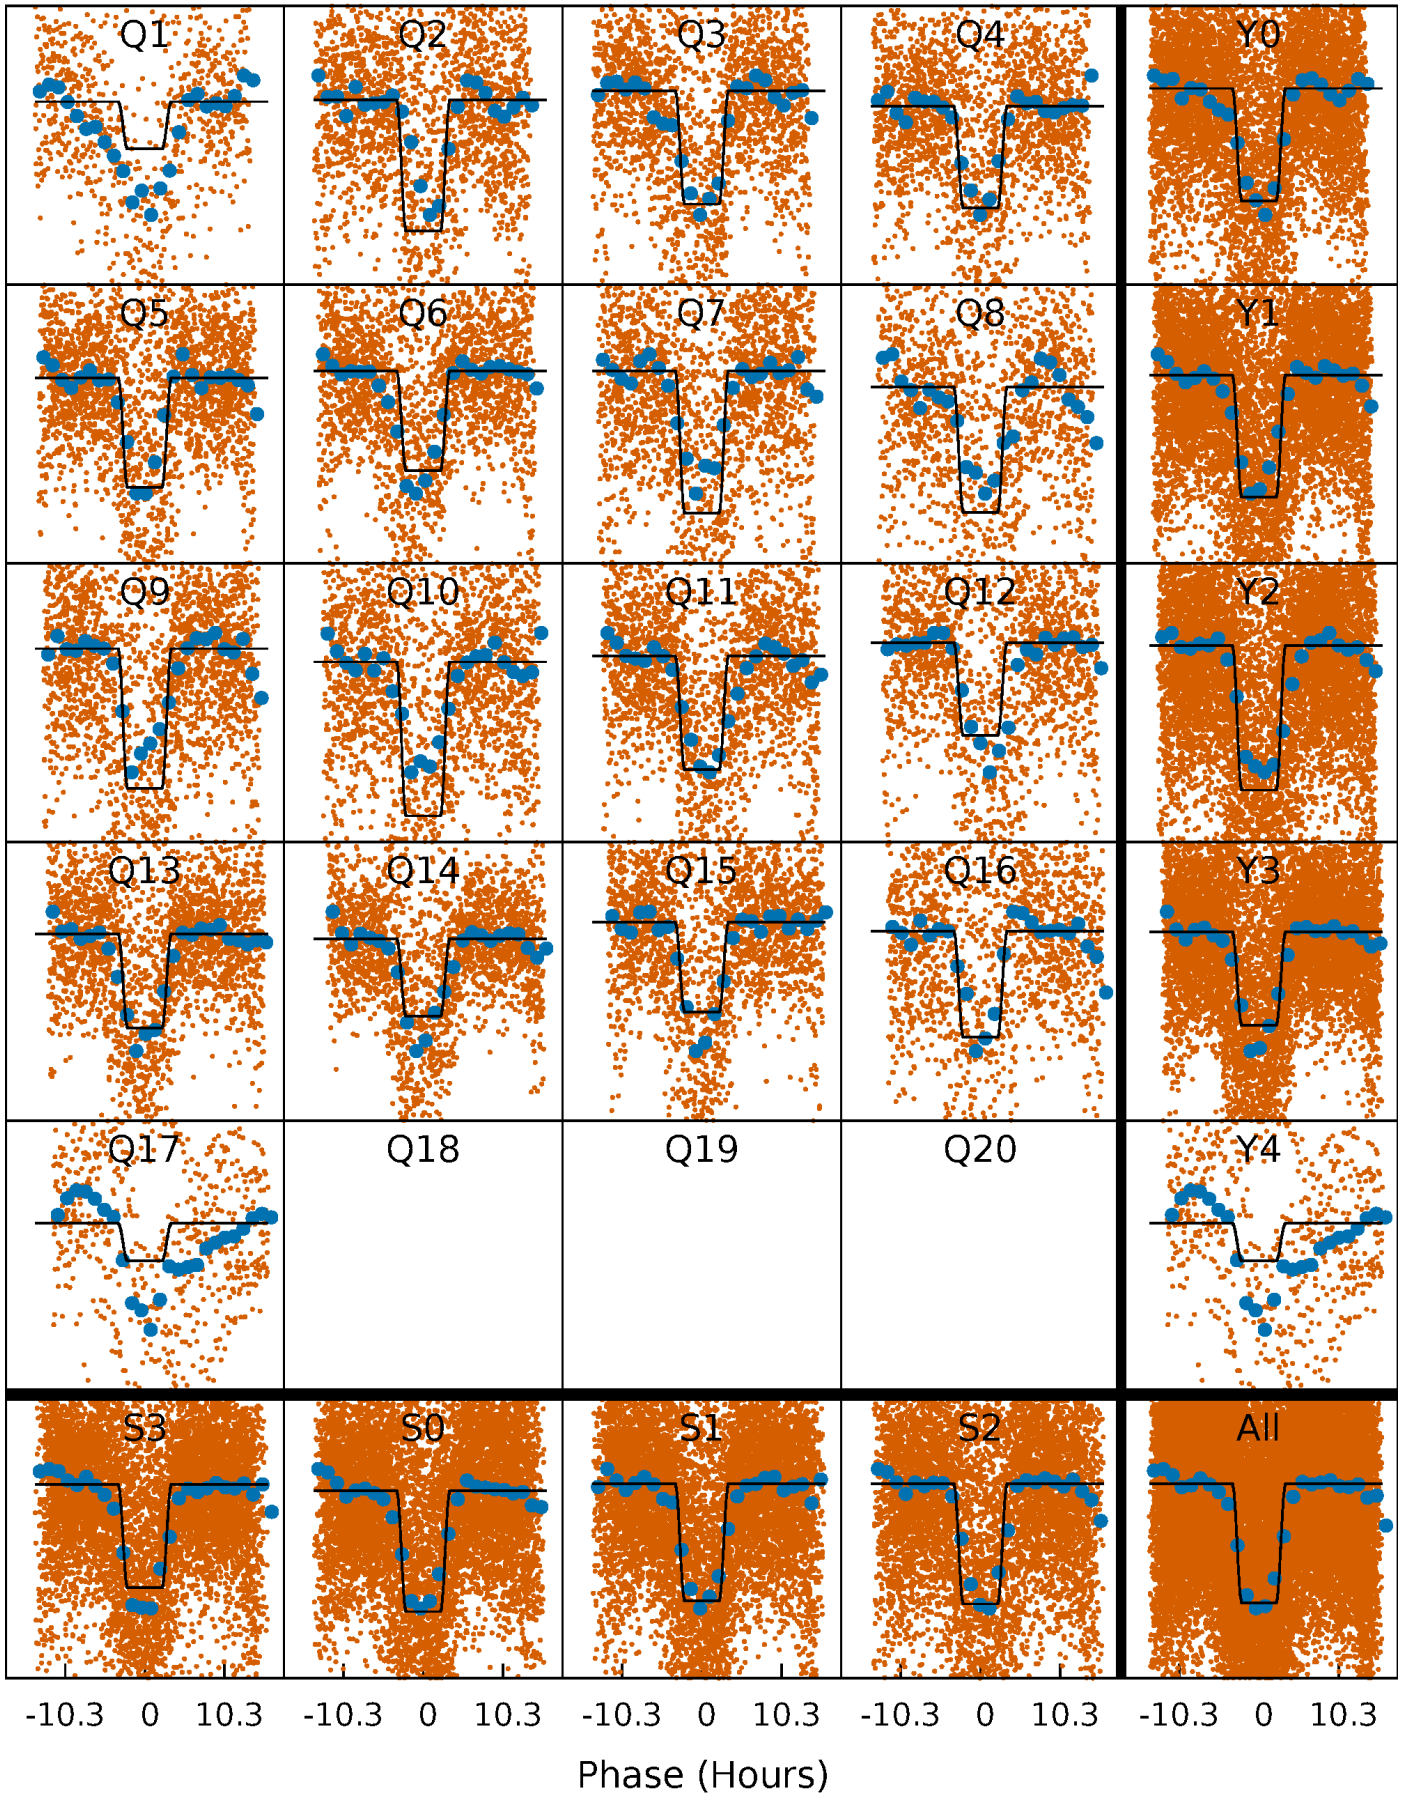 Q1 Q2 Q3 Q4 Y0
Q5 Q6 Q7 Q8 Y1
Q9 Q10 Q11 Q12 Y2
Q13 Q14 Q15 Q16 Y3
Q17 Q18 Q19 Q20 Y4
S3 S0 S1 S2 All
-10.3 0 10.3 -10.3 0 10.3 -10.3 0 10.3 -10.3 0 10.3 -10.3 0 10.3
Phase (Hours)